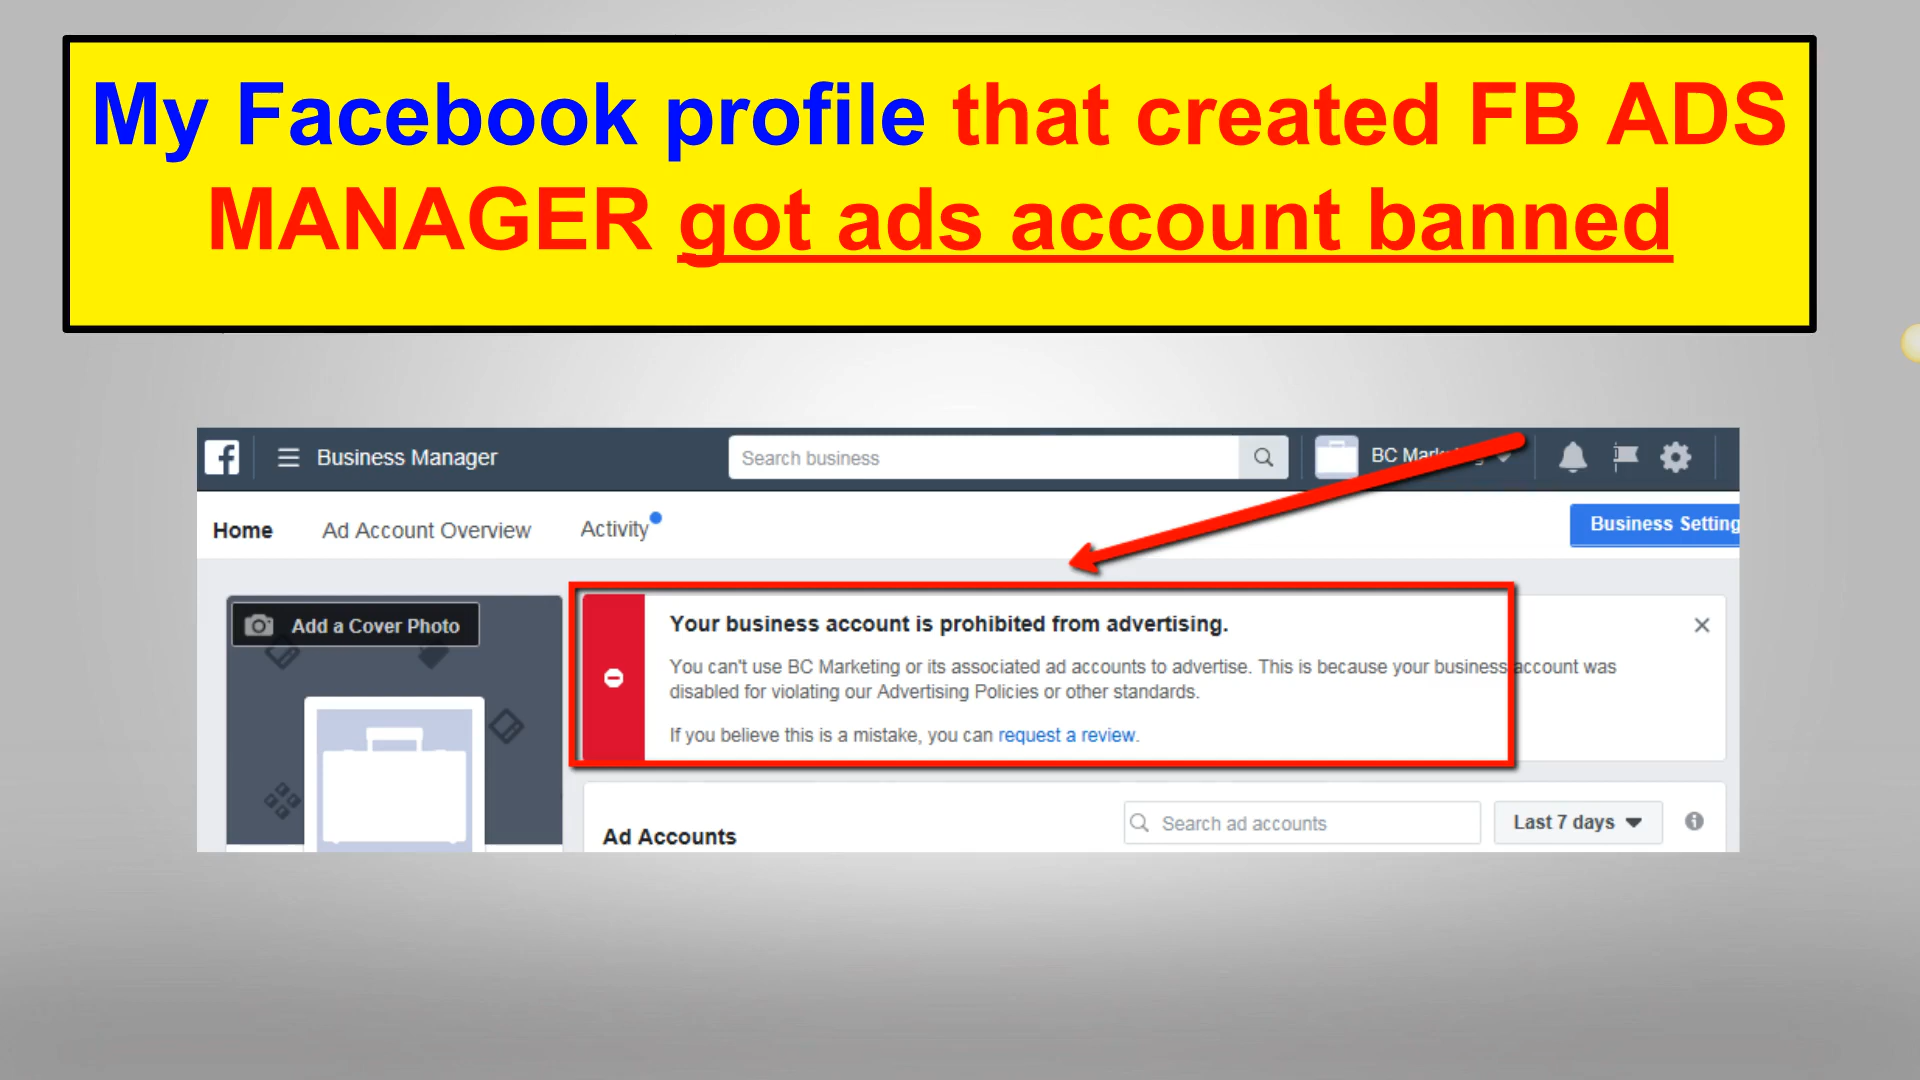 My Facebook profile that created FB ADS
MANAGER got ads account banned
Business Manager
Search business
BC
Home
Ad Account Overview
Activity
Business Setting
Add a Cover Photo
Your business account is prohibited from advertising.
You can't use BC Marketing or its associated ad accounts to advertise. This is because your business account was
disabled for violating our Advertising Policies or other standards.
If you believe this is a mistake, you can request a review.
Ad Accounts
Search ad accounts
Last 7 days